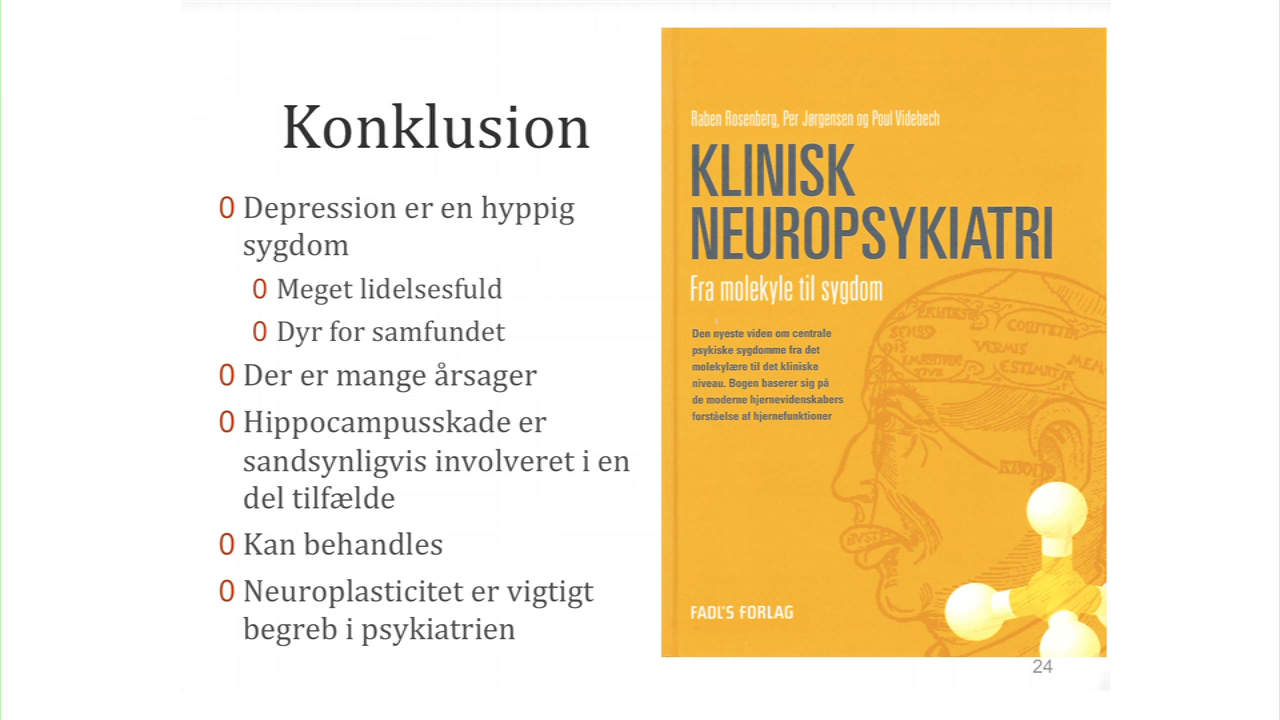 Konklusion
0 Depression er en hyppig
sygdom
0 Meget lidelsesfuld
0 Dyr for samfundet
0 Der er mange årsager
0 Hippocampusskade er
sandsynligvis involveret i en
del tilfælde
0 Kan behandles
0 Neuroplasticitet er vigtigt
begreb i psykiatrien
Raben Rosenberg, Per Jørgensen og Poul Videbech
KLINISK
NEUROPSYKIATRI
Fra molekyle til sygdom
Den nyeste viden om centrale
psykiske sygdomme fra det
molekylære til det kliniske
niveau. Bogen baserer sig på
de moderne hjernevidenskabers
forståelse af hjernefunktioner
VERMIS
FADL'S FORLAG
24